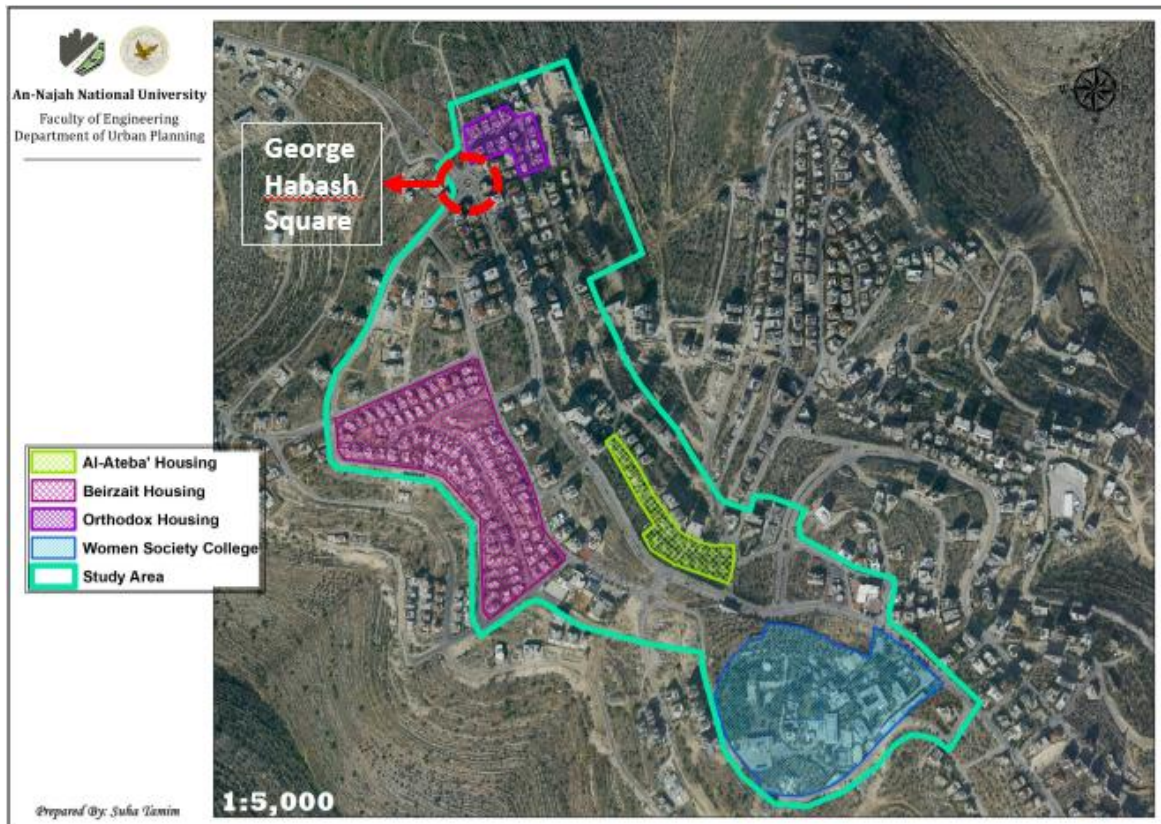 An-Najah National University
Faculty of Engineering
Department of Urban Planning
George
Habash
Square
Al-Ateba' Housing
Beirzait Housing
Orthodox Housing
Women Society College
Study Area
Prepared By: Suha Tamim
1:5,000